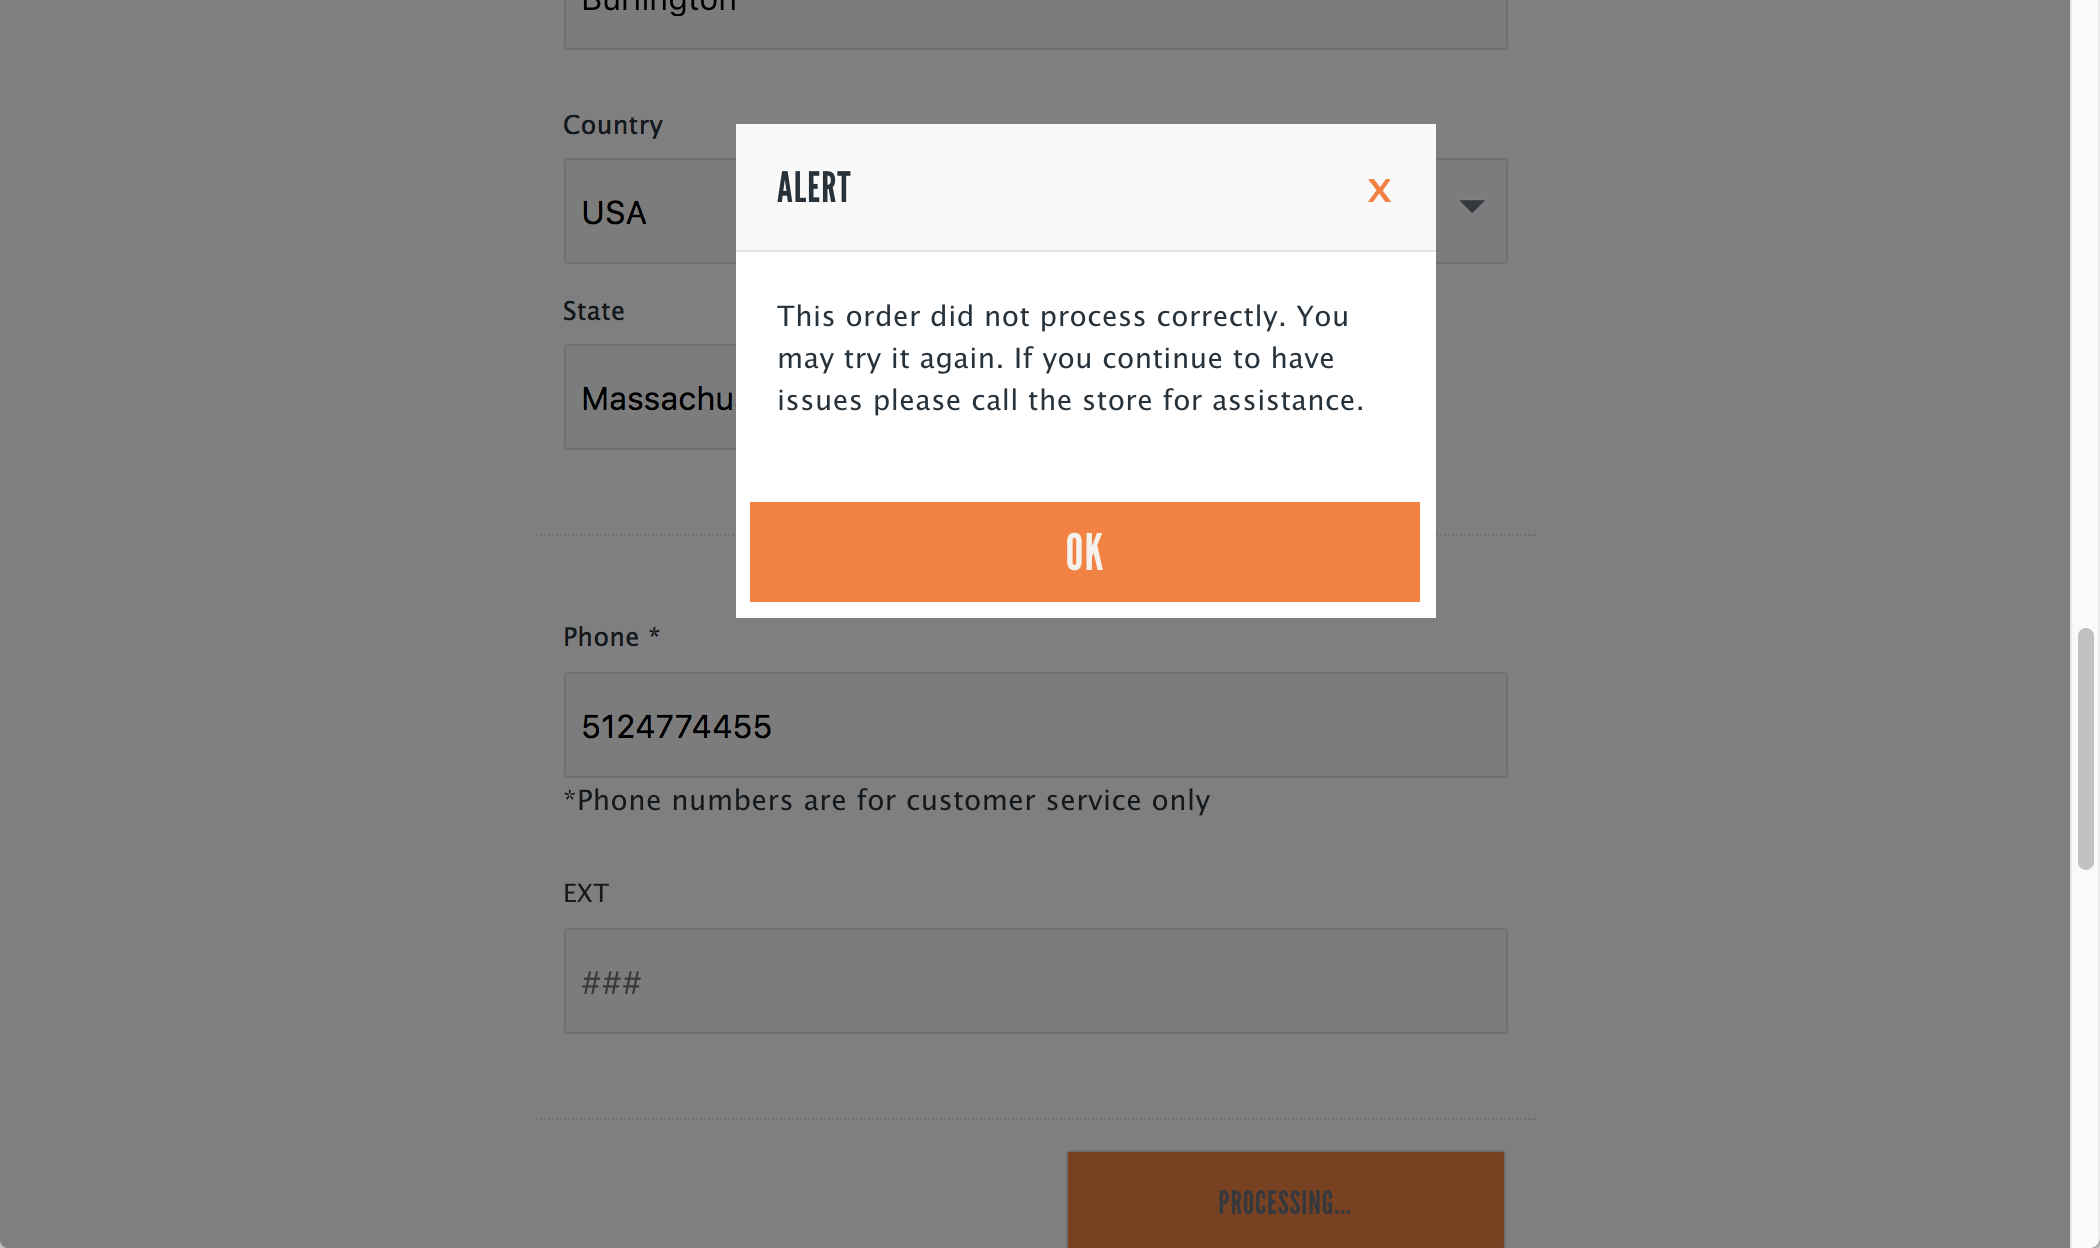 Burlington
Country
ALERT
X
USA
State
This order did not process correctly. You
may try it again. If you continue to have
issues please call the store for assistance.
Massachu
OK
Phone *
5124774455
*Phone numbers are for customer service only
EXT
###
PROCESSING...